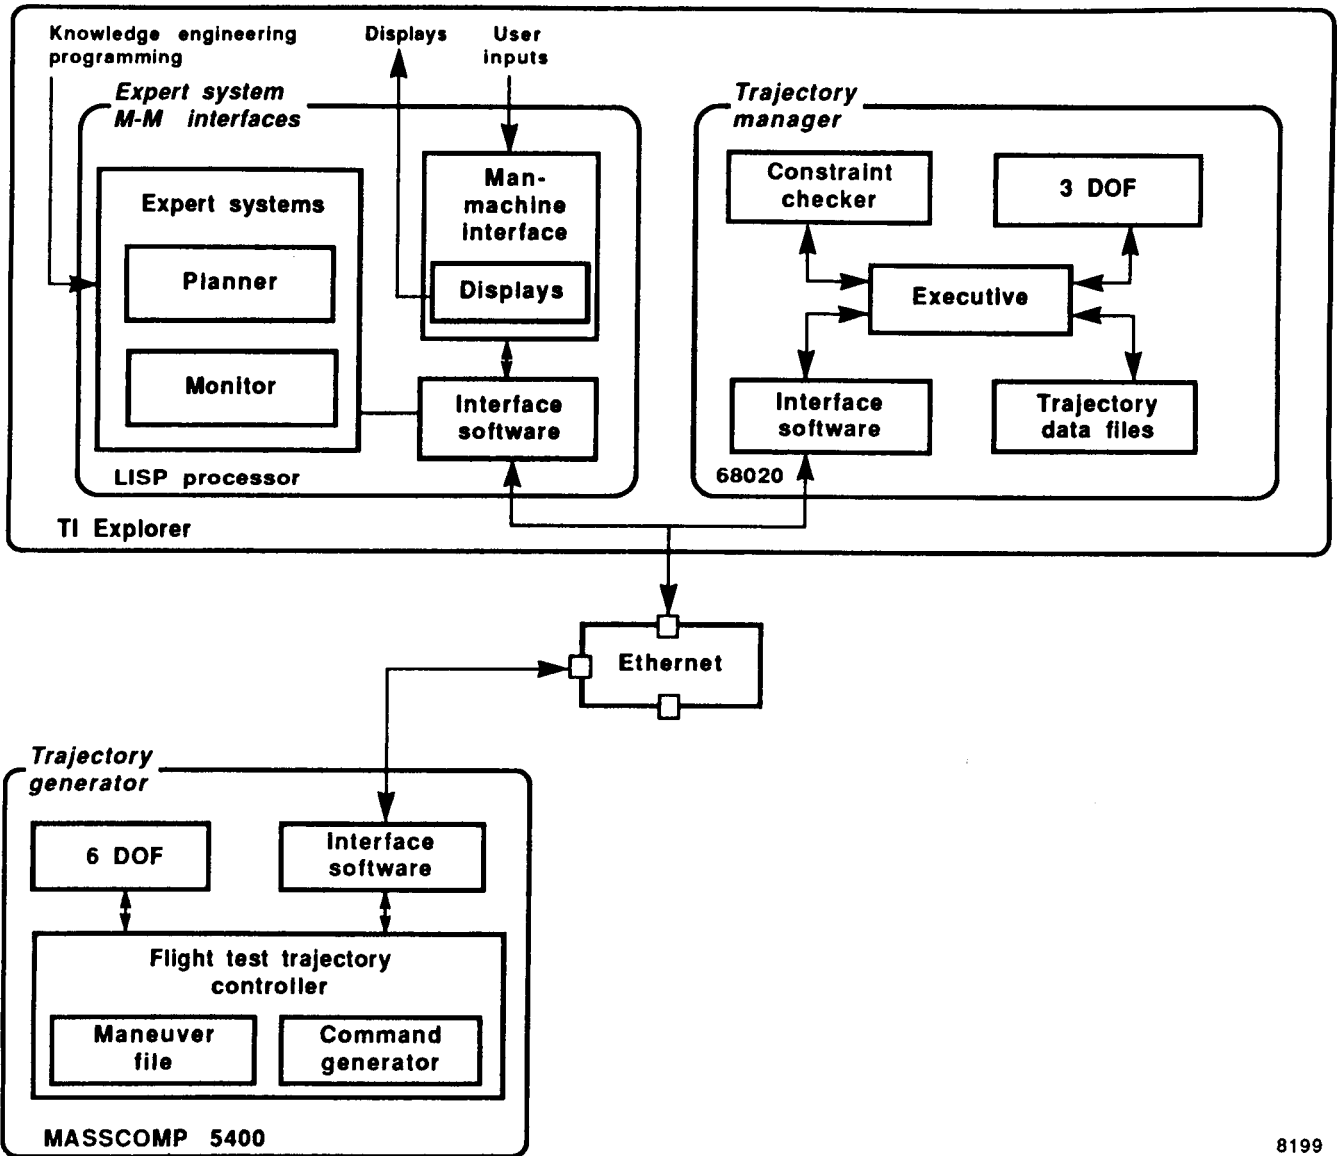 Knowledge engineering
programming
Displays
User
inputs
Expert system
M-M interfaces
Expert systems
Planner
Monitor
Man-
machine
interface
Displays
Interface
software
LISP processor
TI Explorer
Trajectory
manager
Constraint
checker
3 DOF
Executive
Interface
software
Trajectory
data files
68020
Ethernet
Trajectory
generator
6 DOF
Interface
software
Flight test trajectory
controller
Maneuver
file
Command
generator
MASSCOMP 5400
8199